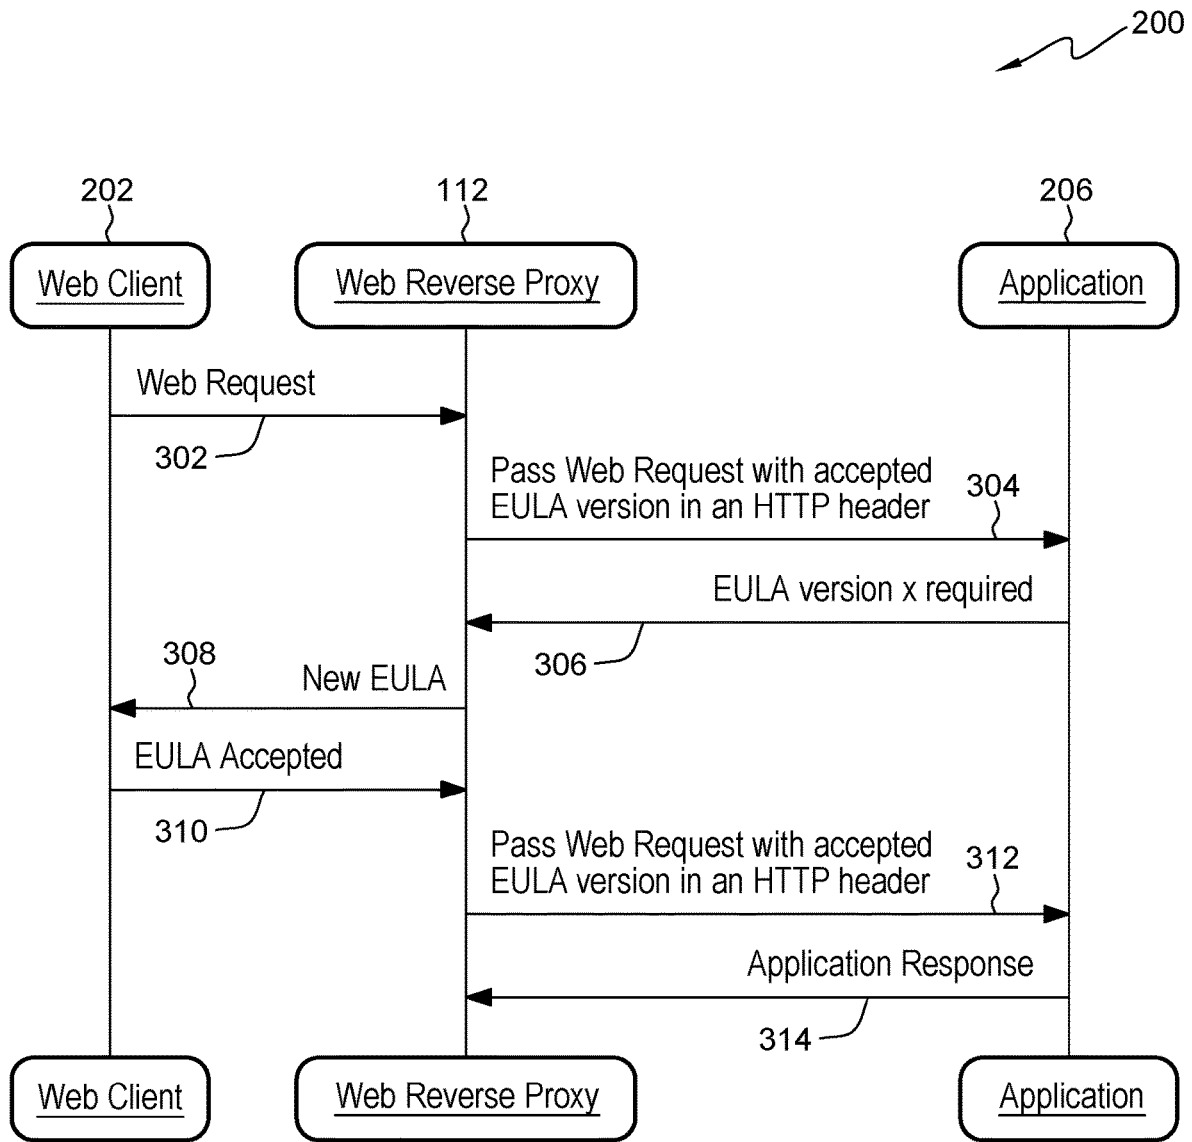 200
202
112
206
Web Client
Web Reverse Proxy
Application
Web Request
302
Pass Web Request with accepted
EULA version in an HTTP header
304
EULA version x required
306
308
New EULA
EULA Accepted
310
Pass Web Request with accepted
EULA version in an HTTP header
312
Application Response
314
Web Client
Web Reverse Proxy
Application